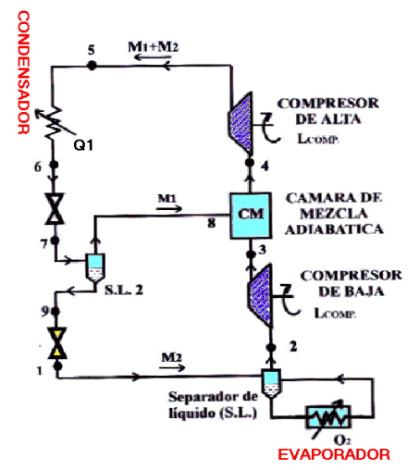 CONDENSADOR
5
M1+M2
COMPRESOR
DE ALTA
LCOMP.
Q1
6
4
M1
CM
CAMARA DE
MEZCLA
ADIABATICA
8
7
3
S.L. 2
COMPRESOR
DE BAJA
LCOMP.
9
2
1
M2
Separador de
líquido (S.L.)
O2
EVAPORADOR